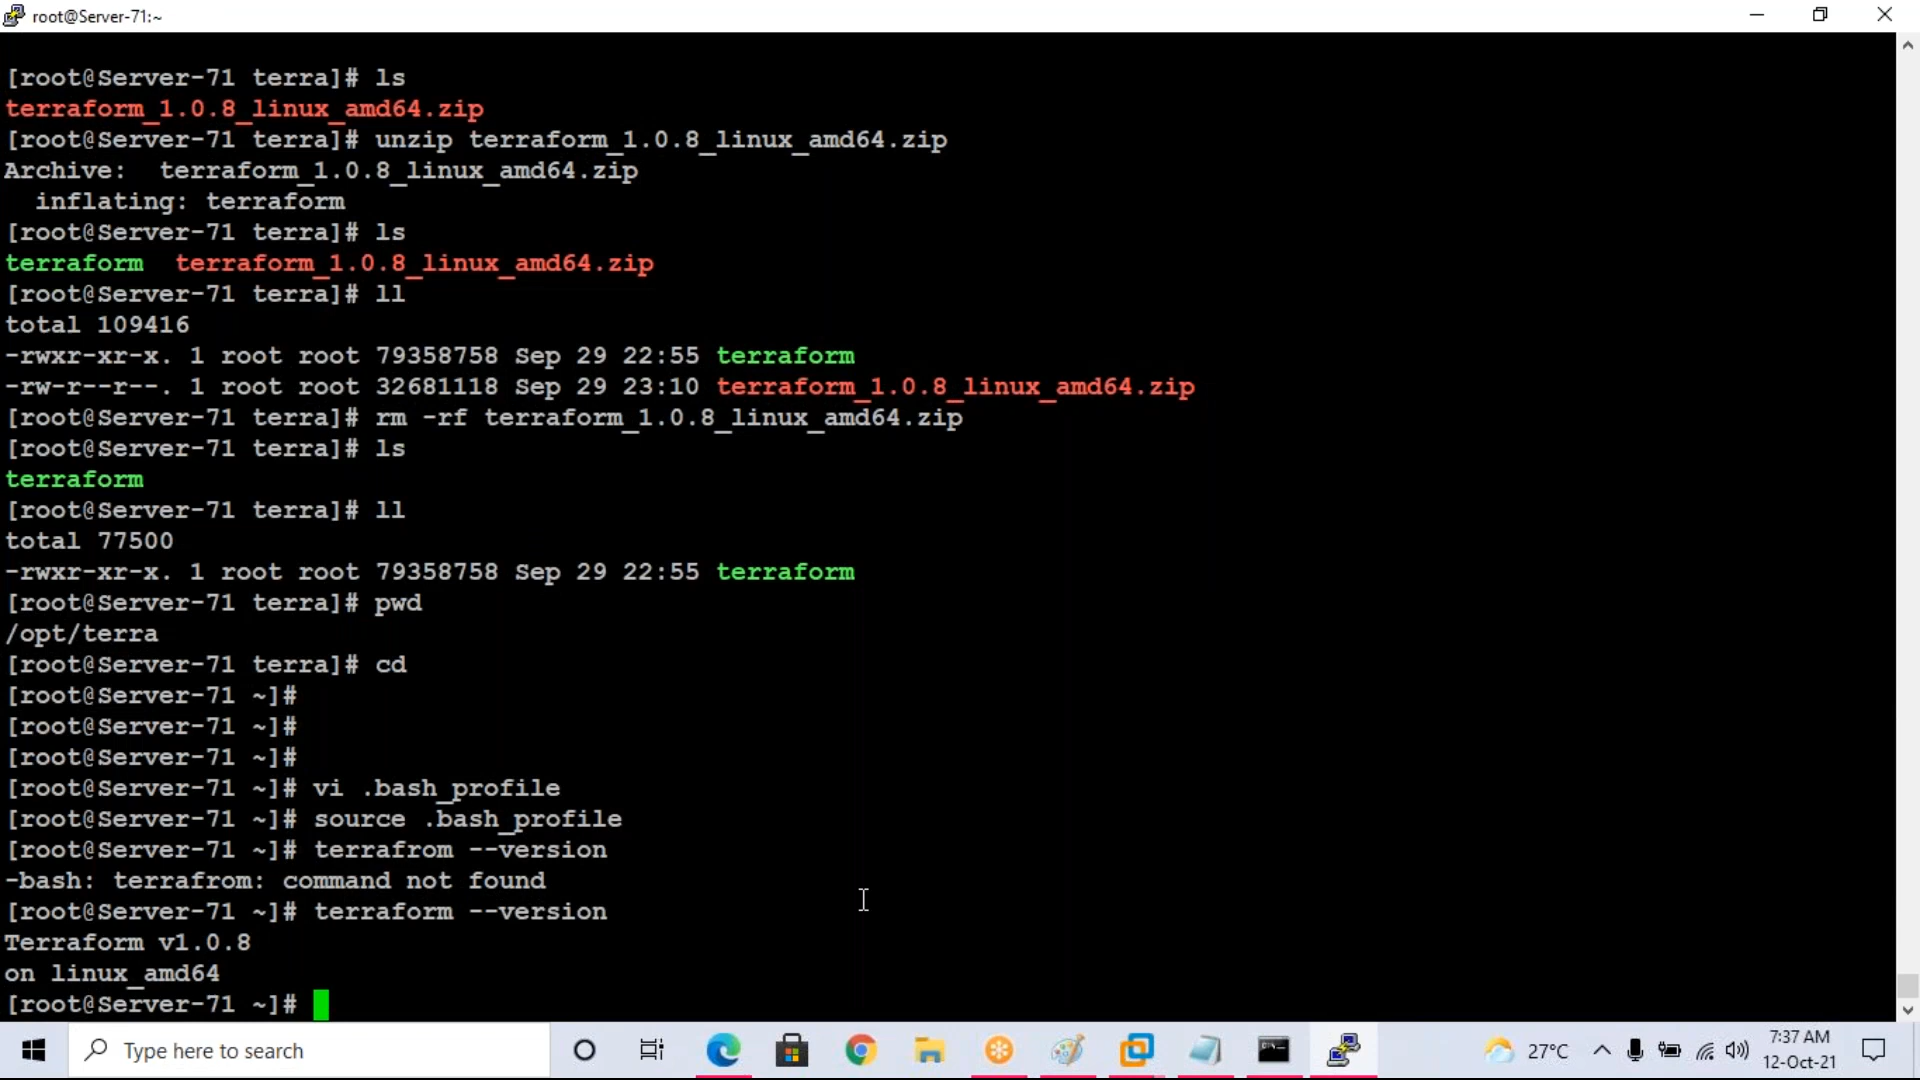 root@Server-71:~
[root@Server-71 terra]# ls
terraform_1.0.8_linux_amd64.zip
[root@Server-71 terra]# unzip terraform_1.0.8_linux_amd64.zip
Archive:  terraform_1.0.8_linux_amd64.zip
  inflating: terraform
[root@Server-71 terra]# ls
terraform  terraform_1.0.8_linux_amd64.zip
[root@Server-71 terra]# ll
total 109416
-rwxr-xr-x. 1 root root 79358758 Sep 29 22:55 terraform
-rw-r--r--. 1 root root 32681118 Sep 29 23:10 terraform_1.0.8_linux_amd64.zip
[root@Server-71 terra]# rm -rf terraform_1.0.8_linux_amd64.zip
[root@Server-71 terra]# ls
terraform
[root@Server-71 terra]# ll
total 77500
-rwxr-xr-x. 1 root root 79358758 Sep 29 22:55 terraform
[root@Server-71 terra]# pwd
/opt/terra
[root@Server-71 terra]# cd
[root@Server-71 ~]#
[root@Server-71 ~]#
[root@Server-71 ~]#
[root@Server-71 ~]# vi .bash_profile
[root@Server-71 ~]# source .bash_profile
[root@Server-71 ~]# terrafrom --version
-bash: terrafrom: command not found
[root@Server-71 ~]# terraform --version
Terraform v1.0.8
on linux_amd64
[root@Server-71 ~]#
Type here to search
27°C
7:37 AM
12-Oct-21